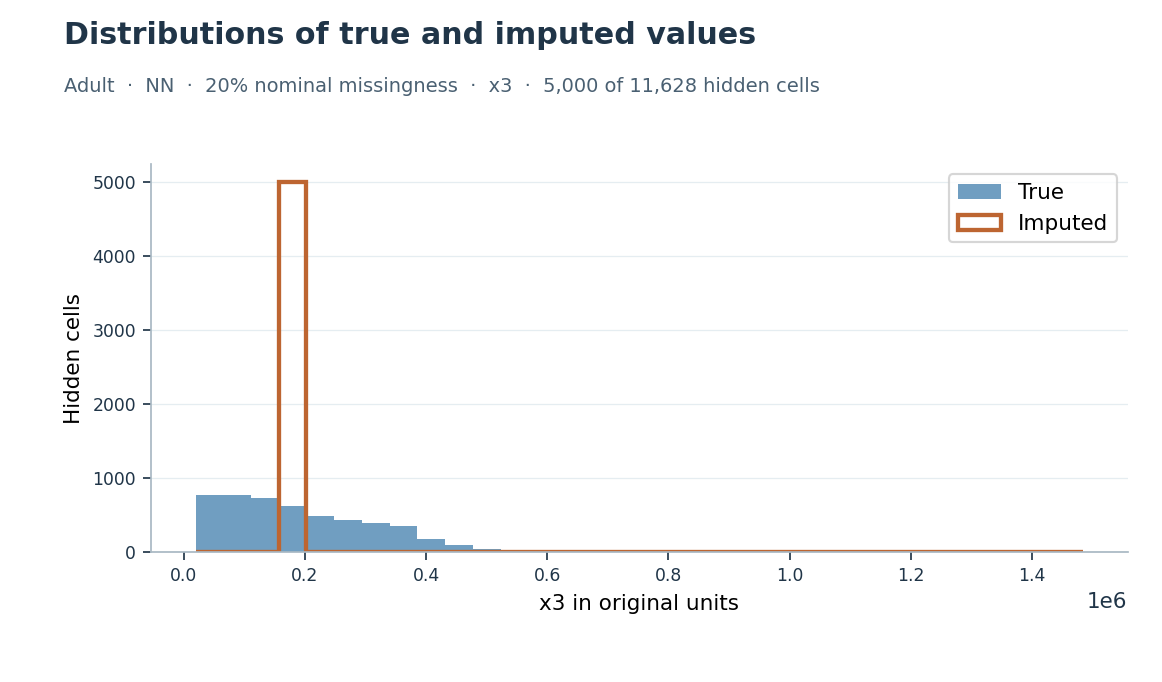 Distributions of true and imputed values
Adult · NN · 20% nominal missingness · x3 · 5,000 of 11,628 hidden cells
True
Imputed
Hidden cells
5000
4000
3000
2000
1000
0
0.0 0.2 0.4 0.6 0.8 1.0 1.2 1.4
x3 in original units
1e6